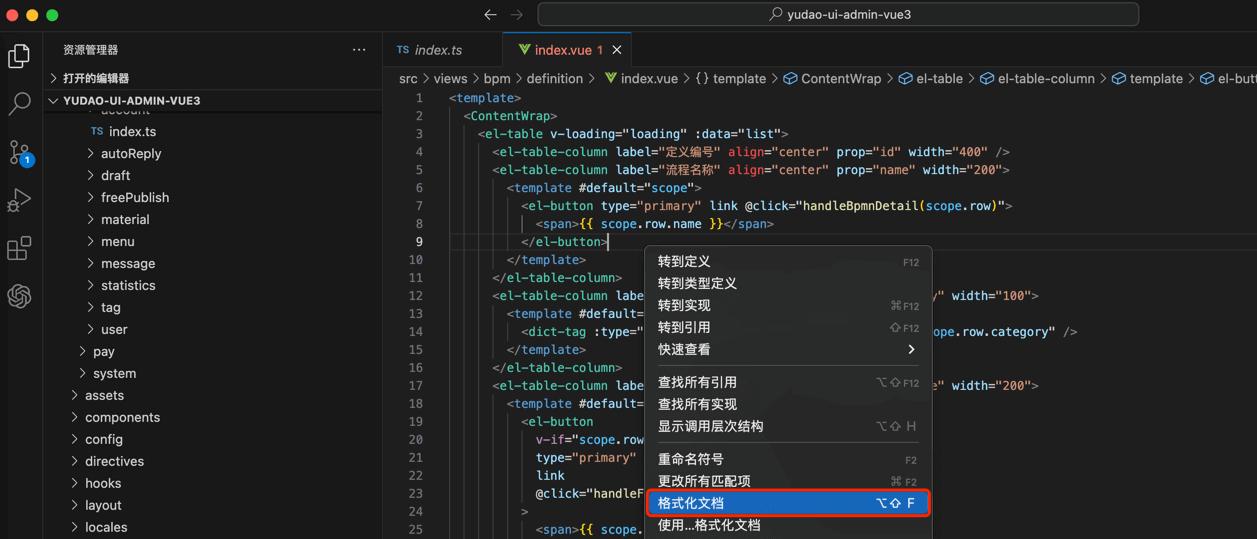 yudao-ui-admin-vue3
资源管理器
打开的编辑器
YUDAO-UI-ADMIN-VUE3
account
TS index.ts
autoReply
draft
freePublish
material
menu
message
statistics
tag
user
pay
system
assets
components
config
directives
hooks
layout
locales
1
TS index.ts
index.vue 1
src > views > bpm > definition > index.vue > {} template > ContentWrap > el-table > el-table-column > template > el-butt
1 <template>
2 <ContentWrap>
3 <el-table v-loading="loading" :data="list">
4 <el-table-column label="定义编号" align="center" prop="id" width="400" />
5 <el-table-column label="流程名称" align="center" prop="name" width="200">
6 <template #default="scope">
7 <el-button type="primary" link @click="handleBpmnDetail(scope.row)">
8 <span>{{ scope.row.name }}</span>
9 </el-button>
10 </template>
11 </el-table-column>
12 <el-table-column labe y" width="100">
13 <template #default=
14 <dict-tag :type=" ope.row.category" />
15 </template>
16 </el-table-column>
17 <el-table-column labe e" width="200">
18 <template #default=
19 <el-button
20 v-if="scope.row
21 type="primary"
22 link
23 @click="handleF
24 >
25 <span>{{ scope.
转到定义 F12
转到类型定义
转到实现 ⌘F12
转到引用 ⇧F12
快速查看
查找所有引用 ⌥⇧F12
查找所有实现
显示调用层次结构 ⌥⇧ H
重命名符号 F2
更改所有匹配项 ⌘F2
格式化文档 ⌥⇧ F
使用...格式化文档